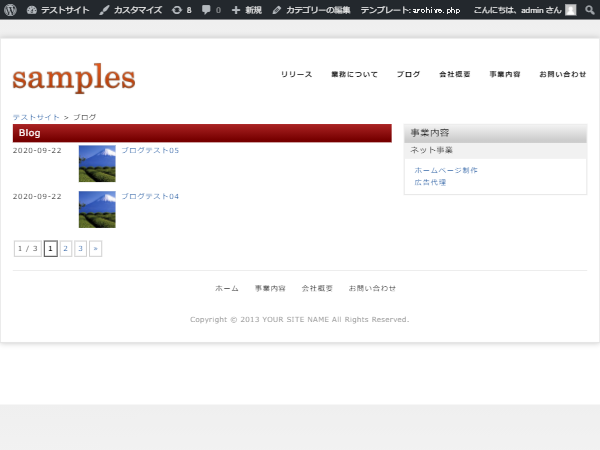 テストサイト カスタマイズ 8 0 新規 カテゴリーの編集 テンプレート: archive.php こんにちは、admin さん
samples
リリース 業務について ブログ 会社概要 事業内容 お問い合わせ
テストサイト > ブログ
Blog
2020-09-22 ブログテスト05
2020-09-22 ブログテスト04
1 / 3 1 2 3 »
事業内容
ネット事業
ホームページ制作
広告代理
ホーム 事業内容 会社概要 お問い合わせ
Copyright © 2013 YOUR SITE NAME All Rights Reserved.